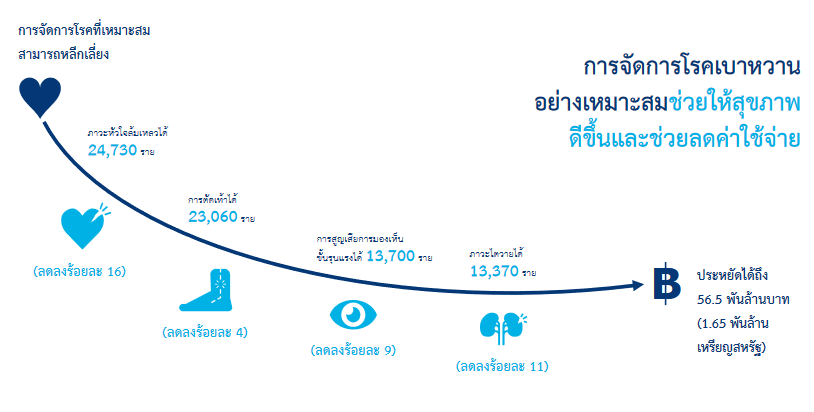 การจัดการโรคที่เหมาะสม
สามารถหลีกเลี่ยง
การจัดการโรคเบาหวาน
อย่างเหมาะสมช่วยให้สุขภาพ
ดีขึ้นและช่วยลดค่าใช้จ่าย
ภาวะหัวใจล้มเหลวได้
24,730 ราย
(ลดลงร้อยละ 16)
การตัดเท้าได้
23,060 ราย
(ลดลงร้อยละ 4)
การสูญเสียการมองเห็น
ขั้นรุนแรงได้ 13,700 ราย
(ลดลงร้อยละ 9)
ภาวะไตวายได้
13,370 ราย
(ลดลงร้อยละ 11)
฿
ประหยัดได้ถึง
56.5 พันล้านบาท
(1.65 พันล้าน
เหรียญสหรัฐ)